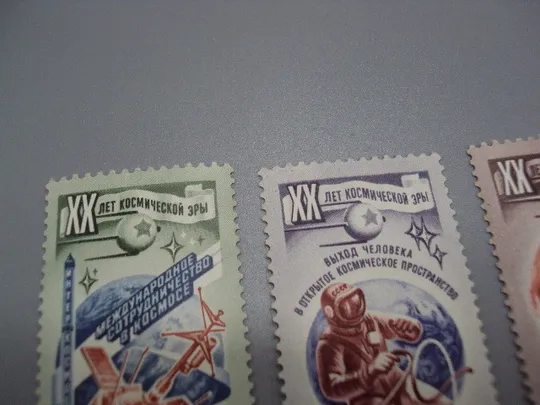 XX ЛЕТ КОСМИЧЕСКОЙ ЭРЫ
МЕЖДУНАРОДНОЕ
СОТРУДНИЧЕСТВО
В КОСМОСЕ
XX ЛЕТ КОСМИЧЕСКОЙ ЭРЫ
ВЫХОД ЧЕЛОВЕКА
В ОТКРЫТОЕ КОСМИЧЕСКОЕ ПРОСТРАНСТВО
XX